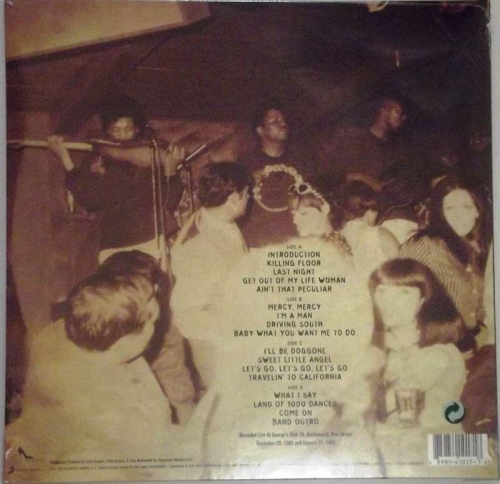 SIDE A
INTRODUCTION
KILLING FLOOR
LAST NIGHT
GET OUT OF MY LIFE WOMAN
AIN'T THAT PECULIAR
SIDE B
MERCY, MERCY
I'M A MAN
DRIVING SOUTH
BABY WHAT YOU WANT ME TO DO
SIDE C
I'LL BE DOGGONE
SWEET LITTLE ANGEL
LET'S GO, LET'S GO, LET'S GO
TRAVELIN' TO CALIFORNIA
SIDE D
WHAT I SAY
LAND OF 1000 DANCES
COME ON
BAND OUTRO
Recorded Live At George's Club 20, Hackensack, New Jersey